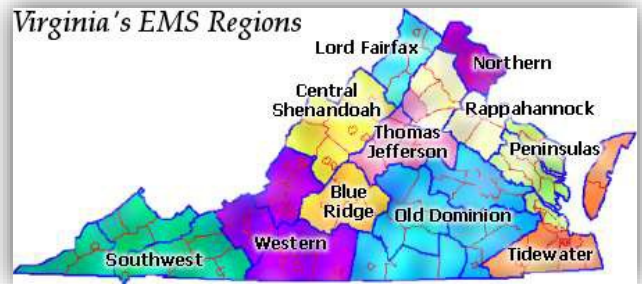 Virginia's EMS Regions
Lord Fairfax
Northern
Central
Shenandoah
Rappahannock
Thomas
Jefferson
Peninsulas
Blue
Ridge
Old Dominion
Western
Southwest
Tidewater